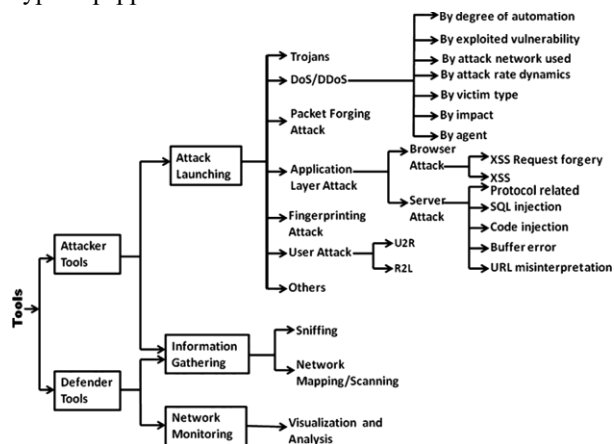 By degree of automation
By exploited vulnerability
By attack network used
By attack rate dynamics
By victim type
By impact
By agent
Trojans
DoS/DDoS
Packet Forging
Attack
Attack
Launching
Application
Layer Attack
Browser
Attack
XSS Request forgery
XSS
Server
Attack
Protocol related
SQL injection
Code injection
Buffer error
URL misinterpretation
Fingerprinting
Attack
User Attack
U2R
R2L
Others
Tools
Attacker
Tools
Information
Gathering
Sniffing
Network
Mapping/Scanning
Defender
Tools
Network
Monitoring
Visualization and
Analysis